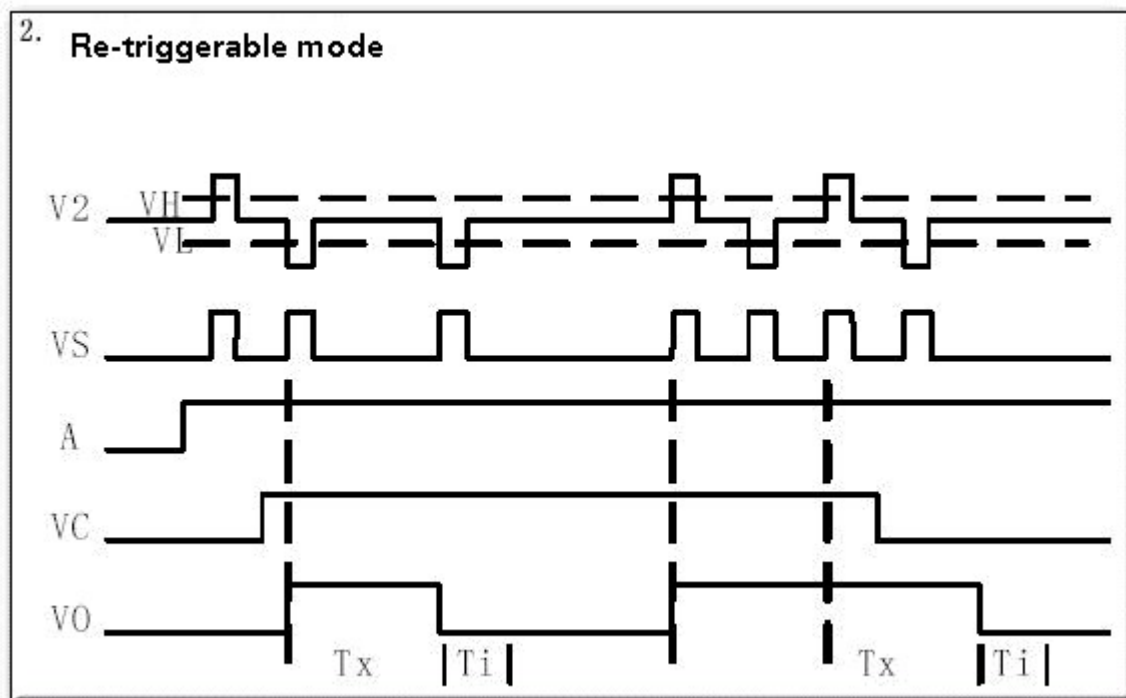 2.
Re-triggerable mode
V2
VH
VL
VS
A
VC
VO
Tx
Ti
Tx
Ti